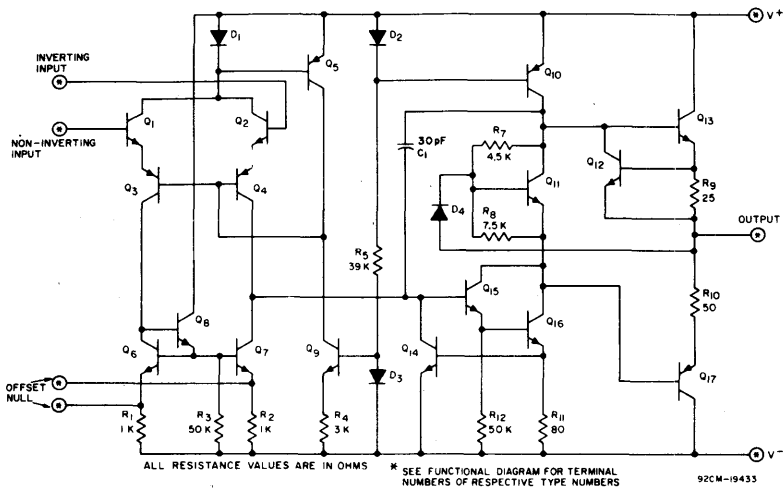 V+
D1
D2
Q5
INVERTING
INPUT
Q10
Q1
Q2
Q13
NON-INVERTING
INPUT
30 pF
C1
R7
4.5 K
Q12
Q3
Q4
Q11
R9
25
D4
R8
7.5 K
OUTPUT
R5
39 K
Q15
R10
50
Q8
Q16
Q6
Q7
Q9
Q14
Q17
D3
OFFSET
NULL
R1
1 K
R3
50 K
R2
1 K
R4
3 K
R12
50 K
R11
80
V-
ALL RESISTANCE VALUES ARE IN OHMS
* SEE FUNCTIONAL DIAGRAM FOR TERMINAL
NUMBERS OF RESPECTIVE TYPE NUMBERS
92CM-19433